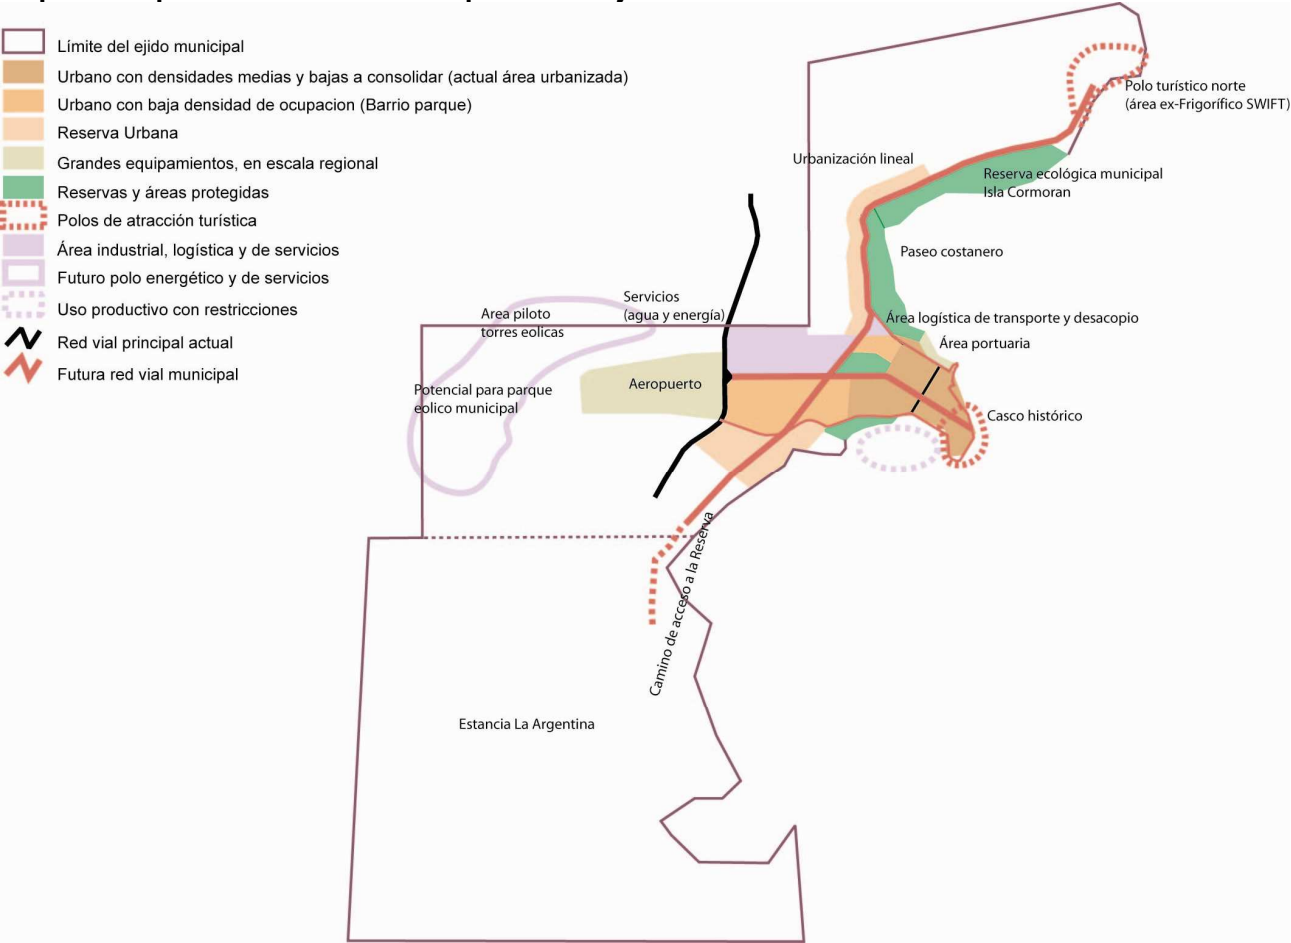 Límite del ejido municipal
Urbano con densidades medias y bajas a consolidar (actual área urbanizada)
Urbano con baja densidad de ocupacion (Barrio parque)
Reserva Urbana
Grandes equipamientos, en escala regional
Reservas y áreas protegidas
Polos de atracción turística
Área industrial, logística y de servicios
Futuro polo energético y de servicios
Uso productivo con restricciones
Red vial principal actual
Futura red vial municipal
Polo turístico norte
(área ex-Frigorífico SWIFT)
Urbanización lineal
Reserva ecológica municipal
Isla Cormoran
Paseo costanero
Servicios
(agua y energía)
Area piloto
torres eolicas
Área logística de transporte y desacopio
Área portuaria
Potencial para parque
eolico municipal
Aeropuerto
Casco histórico
Camino de acceso a la Reserva
Estancia La Argentina